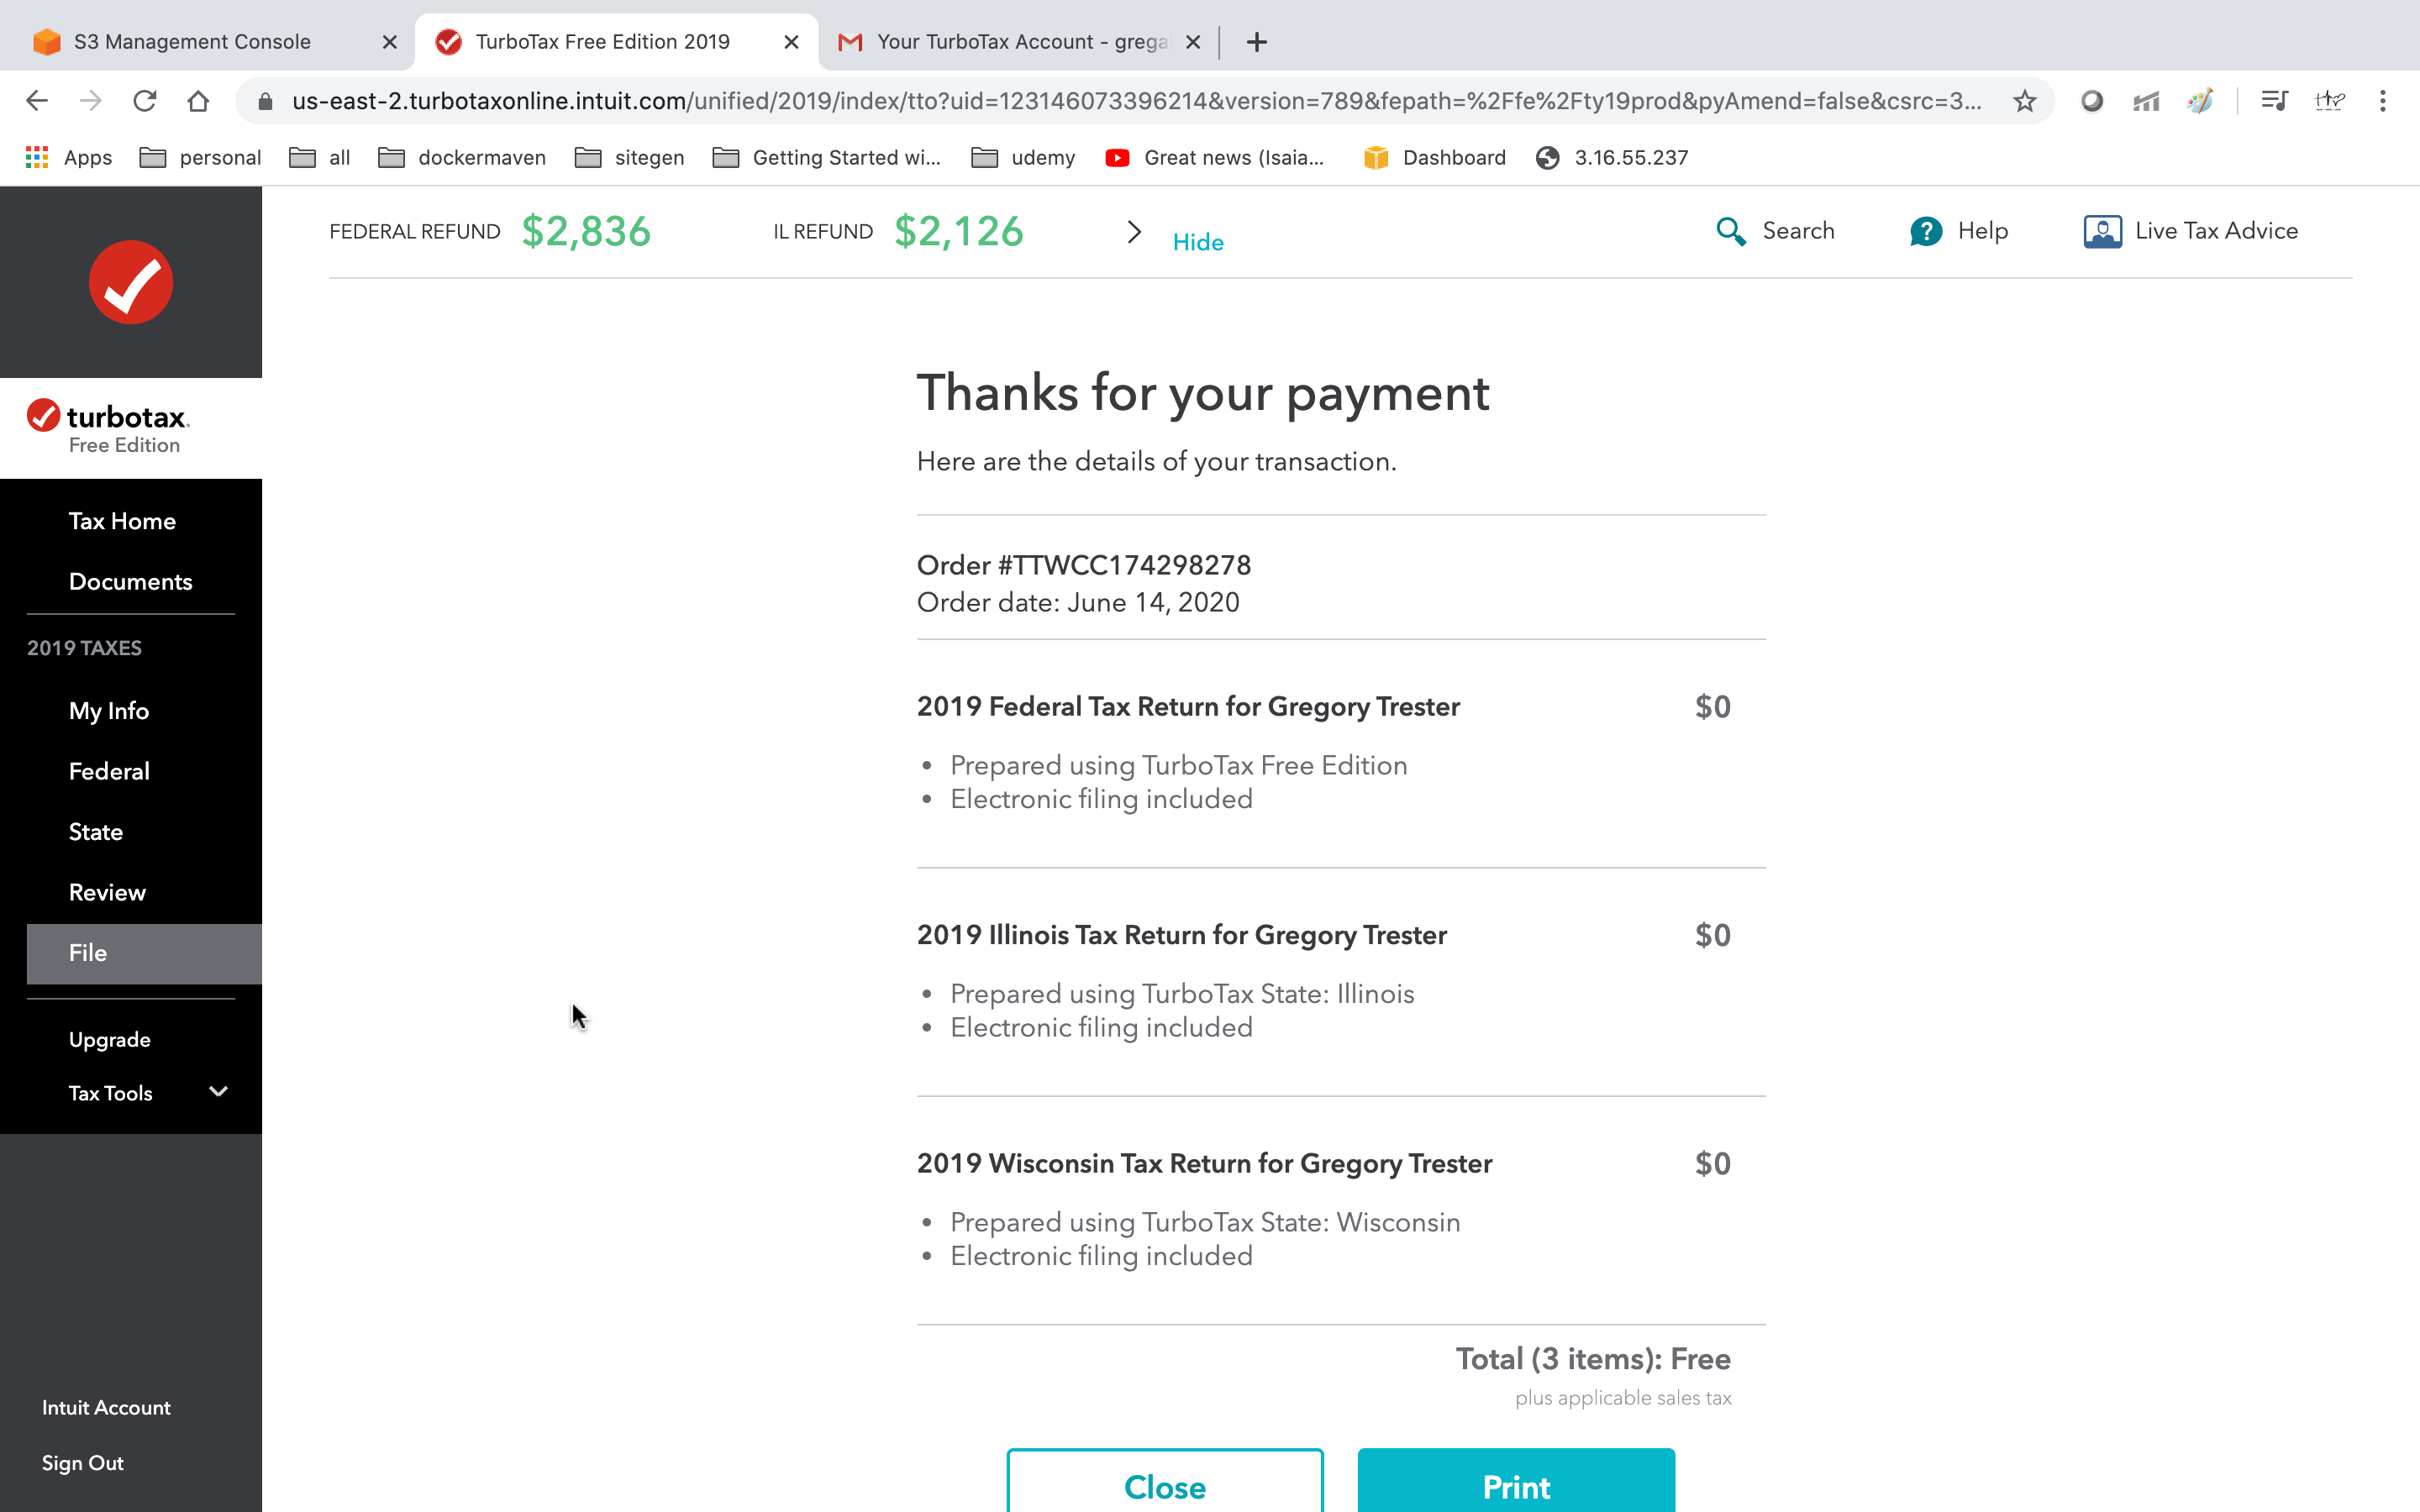 S3 Management Console
TurboTax Free Edition 2019
Your TurboTax Account - grega
us-east-2.turbotaxonline.intuit.com/unified/2019/index/tto?uid=123146073396214&version=789&fepath=%2Ffe%2Fty19prod&pyAmend=false&csrc=3...
Apps personal all dockermaven sitegen Getting Started wi... udemy Great news (Isaia... Dashboard 3.16.55.237
FEDERAL REFUND $2,836 IL REFUND $2,126 Hide Search Help Live Tax Advice
turbotax.
Free Edition
Tax Home
Documents
2019 TAXES
My Info
Federal
State
Review
File
Upgrade
Tax Tools
Intuit Account
Sign Out
Thanks for your payment
Here are the details of your transaction.
Order #TTWCC174298278
Order date: June 14, 2020
2019 Federal Tax Return for Gregory Trester $0
• Prepared using TurboTax Free Edition
• Electronic filing included
2019 Illinois Tax Return for Gregory Trester $0
• Prepared using TurboTax State: Illinois
• Electronic filing included
2019 Wisconsin Tax Return for Gregory Trester $0
• Prepared using TurboTax State: Wisconsin
• Electronic filing included
Total (3 items): Free
plus applicable sales tax
Close Print